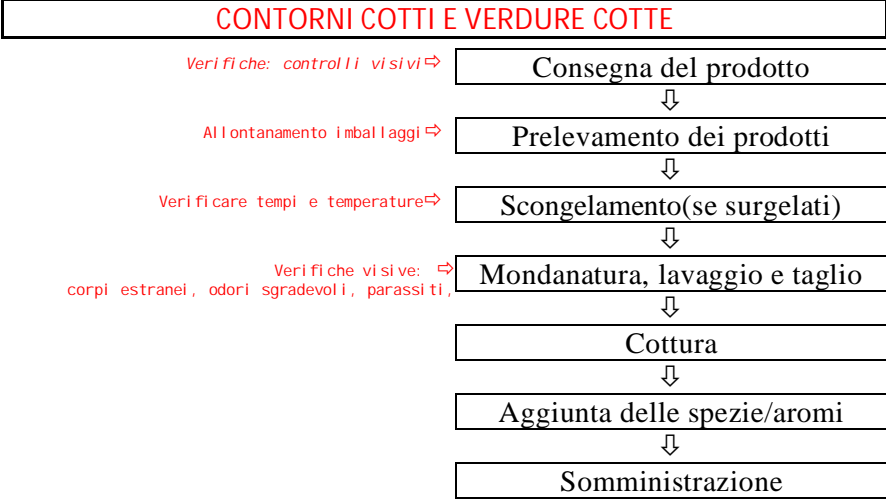 CONTORNI COTTI E VERDURE COTTE
Verifiche: controlli visivi⇨
Consegna del prodotto
⇩
Allontanamento imballaggi⇨
Prelevamento dei prodotti
⇩
Verificare tempi e temperature⇨
Scongelamento(se surgelati)
⇩
Verifiche visive: ⇨
corpi estranei, odori sgradevoli, parassiti,
Mondanatura, lavaggio e taglio
⇩
Cottura
⇩
Aggiunta delle spezie/aromi
⇩
Somministrazione